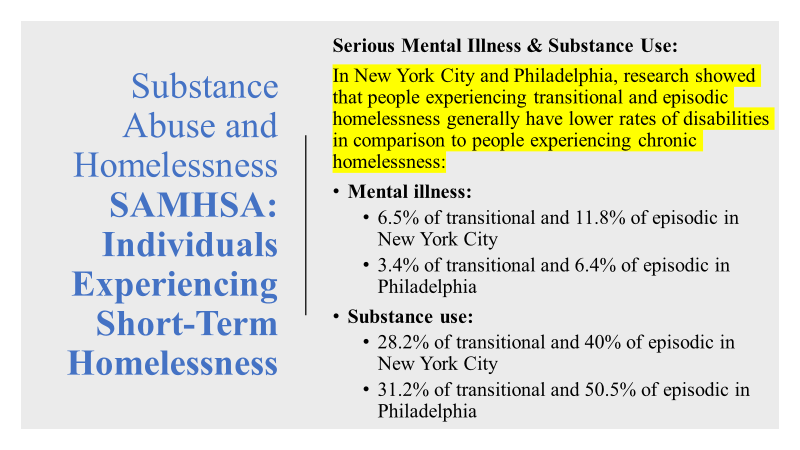 Substance
Abuse and
Homelessness
SAMHSA:
Individuals
Experiencing
Short-Term
Homelessness
Serious Mental Illness & Substance Use:
In New York City and Philadelphia, research showed
that people experiencing transitional and episodic
homelessness generally have lower rates of disabilities
in comparison to people experiencing chronic
homelessness:
• Mental illness:
• 6.5% of transitional and 11.8% of episodic in
New York City
• 3.4% of transitional and 6.4% of episodic in
Philadelphia
• Substance use:
• 28.2% of transitional and 40% of episodic in
New York City
• 31.2% of transitional and 50.5% of episodic in
Philadelphia